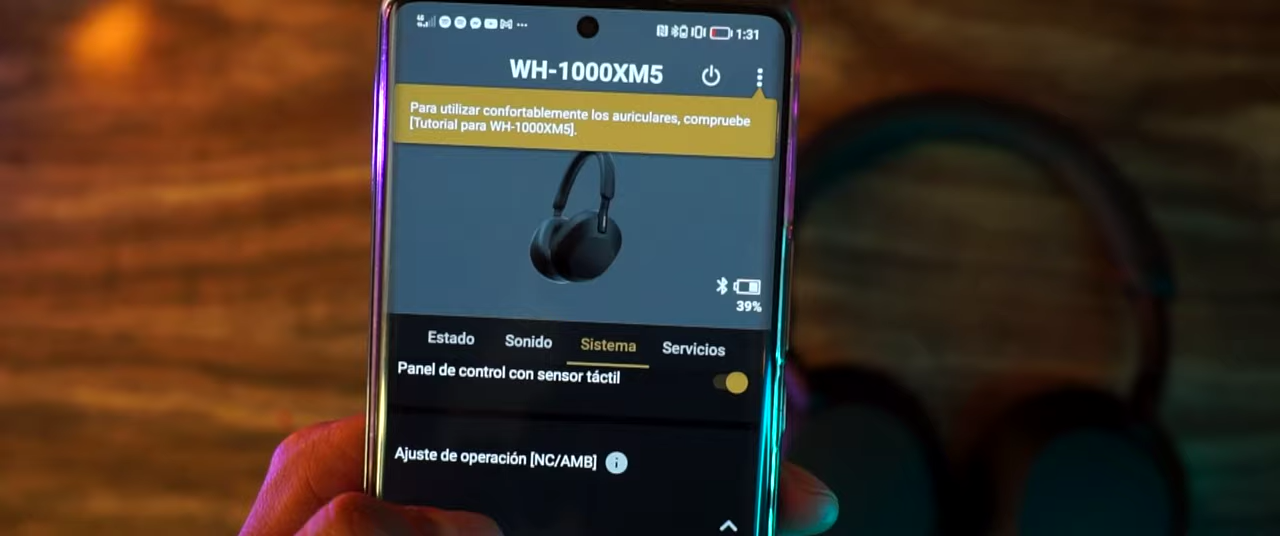 1:31
WH-1000XM5
Para utilizar confortablemente los auriculares, compruebe
[Tutorial para WH-1000XM5].
39%
Estado Sonido Sistema Servicios
Panel de control con sensor táctil
Ajuste de operación [NC/AMB]